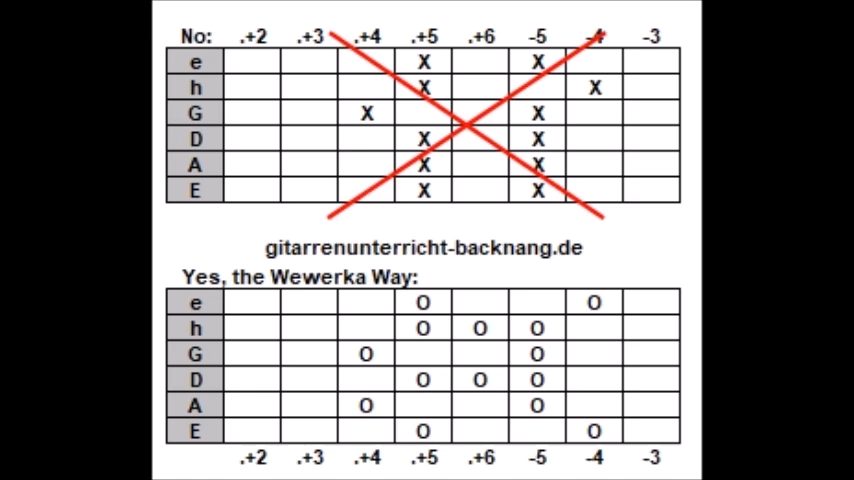 No: .+2 .+3 .+4 .+5 .+6 -5 -4 -3
e X X
h X X
G X X
D X X
A X X
E X X
gitarrenunterricht-backnang.de
Yes, the Wewerka Way:
e O O
h O O O
G O O
D O O O
A O O
E O O
.+2 .+3 .+4 .+5 .+6 -5 -4 -3